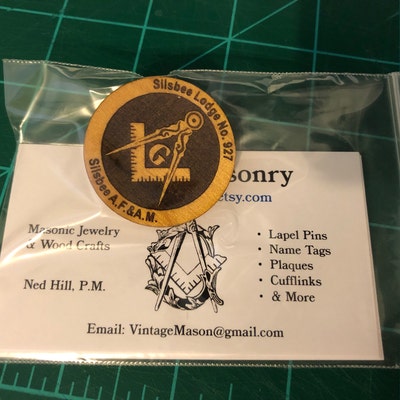 Silsbee Lodge No. 927
G
Silsbee A.F.&A.M.
sonry
etsy.com
Masonic Jewelry
& Wood Crafts
Ned Hill, P.M.
• Lapel Pins
• Name Tags
• Plaques
• Cufflinks
• & More
Email: VintageMason@gmail.com